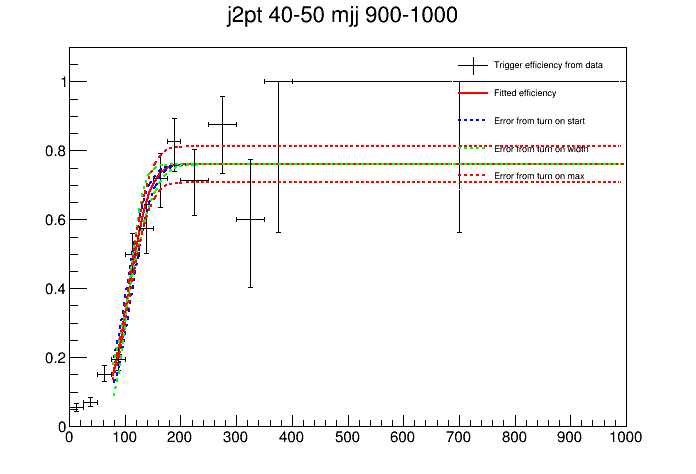 j2pt 40-50 mjj 900-1000
1
0.8
0.6
0.4
0.2
0
Trigger efficiency from data
Fitted efficiency
Error from turn on start
Error from turn on width
Error from turn on max
0 100 200 300 400 500 600 700 800 900 1000